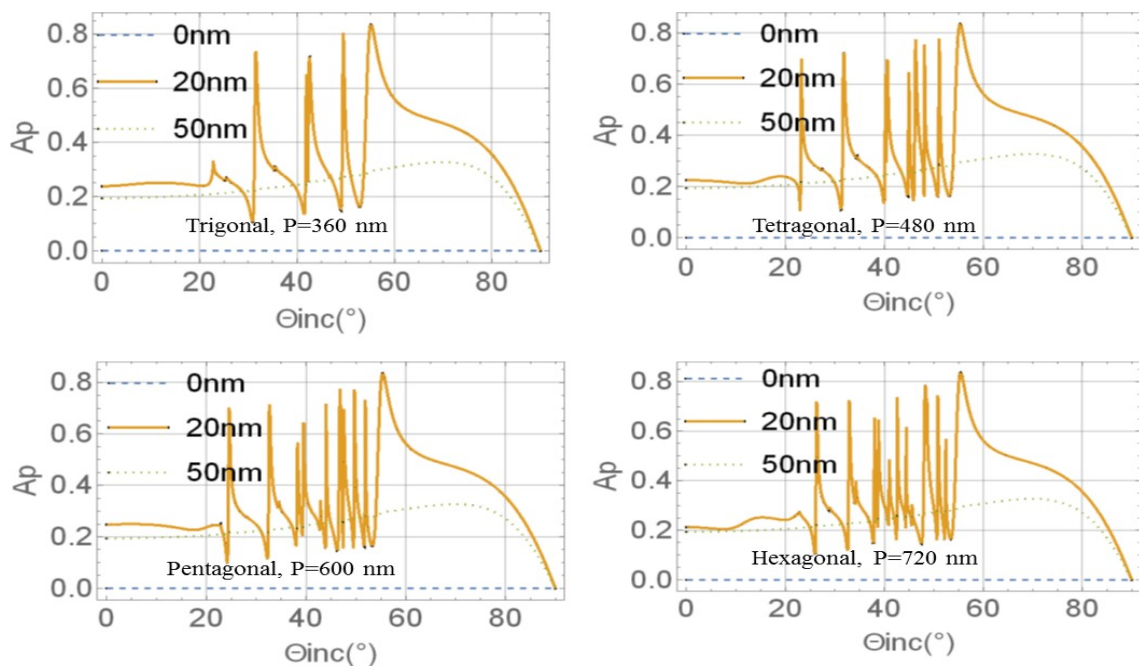 0.8
0.6
0.4
0.2
0.0
Ap
0nm
20nm
50nm
Trigonal, P=360 nm
0 20 40 60 80
Θinc(°)
0.8
0.6
0.4
0.2
0.0
Ap
0nm
20nm
50nm
Tetragonal, P=480 nm
0 20 40 60 80
Θinc(°)
0.8
0.6
0.4
0.2
0.0
Ap
0nm
20nm
50nm
Pentagonal, P=600 nm
0 20 40 60 80
Θinc(°)
0.8
0.6
0.4
0.2
0.0
Ap
0nm
20nm
50nm
Hexagonal, P=720 nm
0 20 40 60 80
Θinc(°)